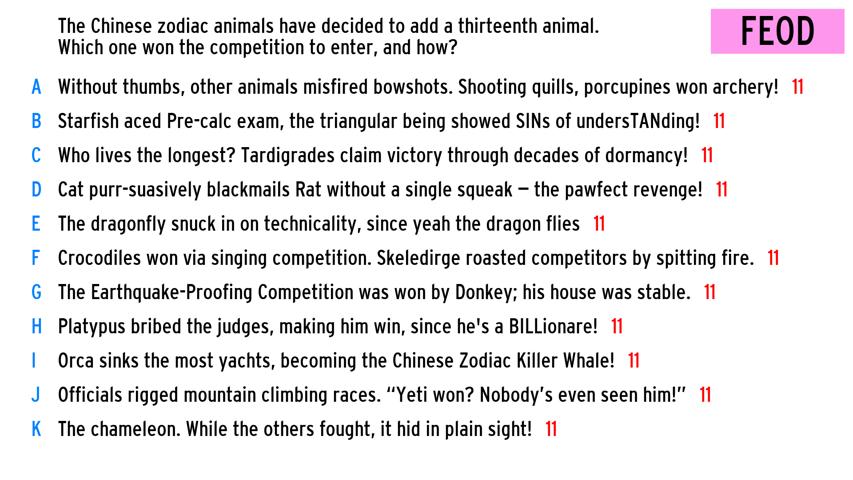 The Chinese zodiac animals have decided to add a thirteenth animal.
Which one won the competition to enter, and how?
FEOD
A Without thumbs, other animals misfired bowshots. Shooting quills, porcupines won archery! 11
B Starfish aced Pre-calc exam, the triangular being showed SINs of undersTANding! 11
C Who lives the longest? Tardigrades claim victory through decades of dormancy! 11
D Cat purr-suasively blackmails Rat without a single squeak – the pawfect revenge! 11
E The dragonfly snuck in on technicality, since yeah the dragon flies 11
F Crocodiles won via singing competition. Skeledirge roasted competitors by spitting fire. 11
G The Earthquake-Proofing Competition was won by Donkey; his house was stable. 11
H Platypus bribed the judges, making him win, since he's a BILLionare! 11
I Orca sinks the most yachts, becoming the Chinese Zodiac Killer Whale! 11
J Officials rigged mountain climbing races. “Yeti won? Nobody’s even seen him!” 11
K The chameleon. While the others fought, it hid in plain sight! 11